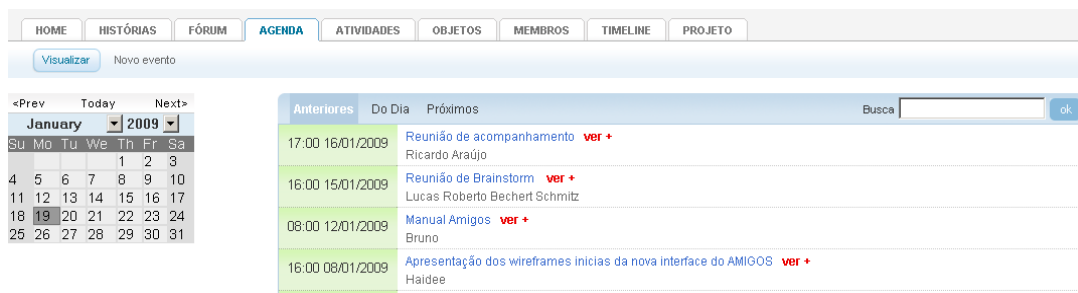 HOME HISTÓRIAS FÓRUM AGENDA ATIVIDADES OBJETOS MEMBROS TIMELINE PROJETO
Visualizar Novo evento
«Prev Today Next»
January 2009
Su Mo Tu We Th Fr Sa
1 2 3
4 5 6 7 8 9 10
11 12 13 14 15 16 17
18 19 20 21 22 23 24
25 26 27 28 29 30 31
Anteriores Do Dia Próximos Busca ok
17:00 16/01/2009 Reunião de acompanhamento ver +
Ricardo Araújo
16:00 15/01/2009 Reunião de Brainstorm ver +
Lucas Roberto Bechert Schmitz
08:00 12/01/2009 Manual Amigos ver +
Bruno
16:00 08/01/2009 Apresentação dos wireframes inicias da nova interface do AMIGOS ver +
Haidee